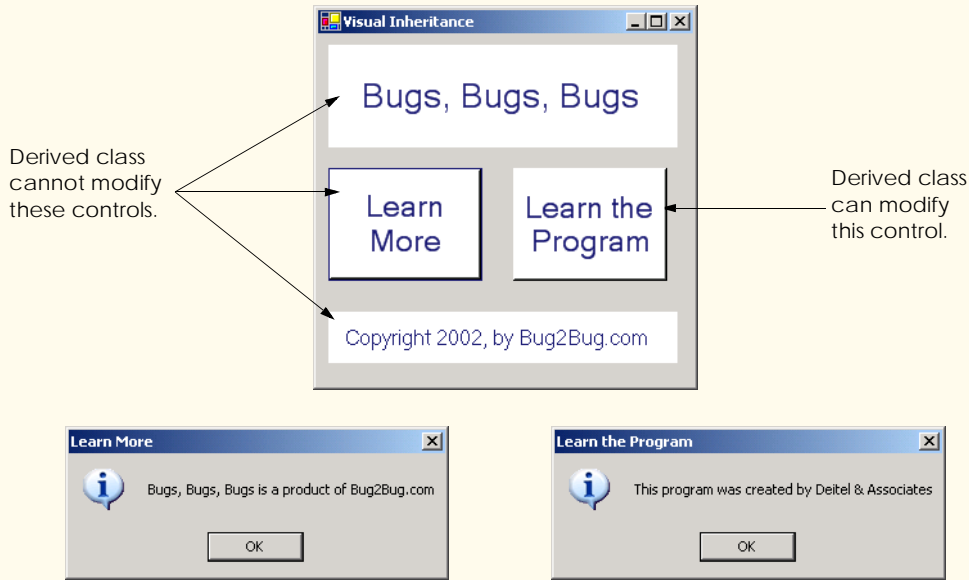 Visual Inheritance
Bugs, Bugs, Bugs
Derived class
cannot modify
these controls.
Learn
More
Learn the
Program
Derived class
can modify
this control.
Copyright 2002, by Bug2Bug.com
Learn More
Bugs, Bugs, Bugs is a product of Bug2Bug.com
OK
Learn the Program
This program was created by Deitel & Associates
OK